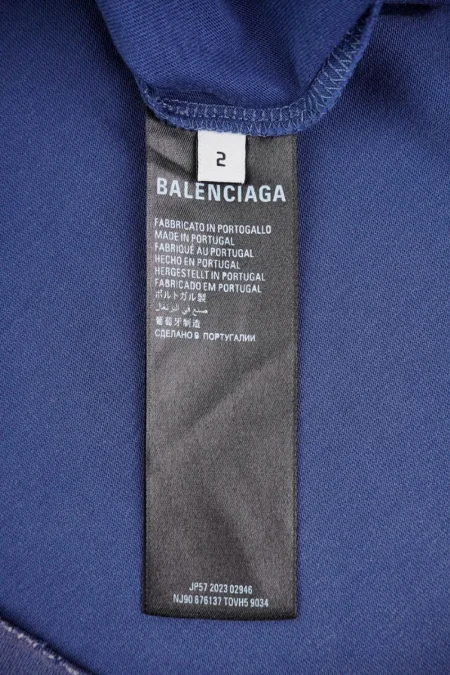 2
BALENCIAGA
FABBRICATO IN PORTOGALLO
MADE IN PORTUGAL
FABRIQUÉ AU PORTUGAL
HECHO EN PORTUGAL
HERGESTELLT IN PORTUGAL
FABRICADO EM PORTUGAL
ポルトガル製
صنع في البرتغال
葡萄牙制造
СДЕЛАНО В ПОРТУГАЛИИ
JP57 2023 02946
NJ90 676137 TOVH5 9034